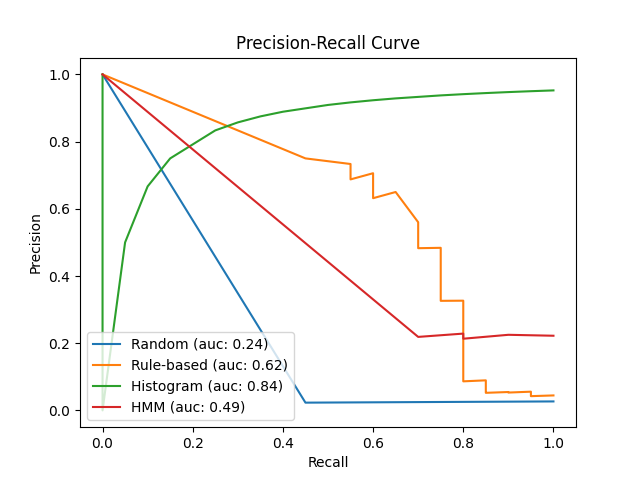 Precision-Recall Curve
Precision
1.0
0.8
0.6
0.4
0.2
0.0
Random (auc: 0.24)
Rule-based (auc: 0.62)
Histogram (auc: 0.84)
HMM (auc: 0.49)
0.0 0.2 0.4 0.6 0.8 1.0
Recall